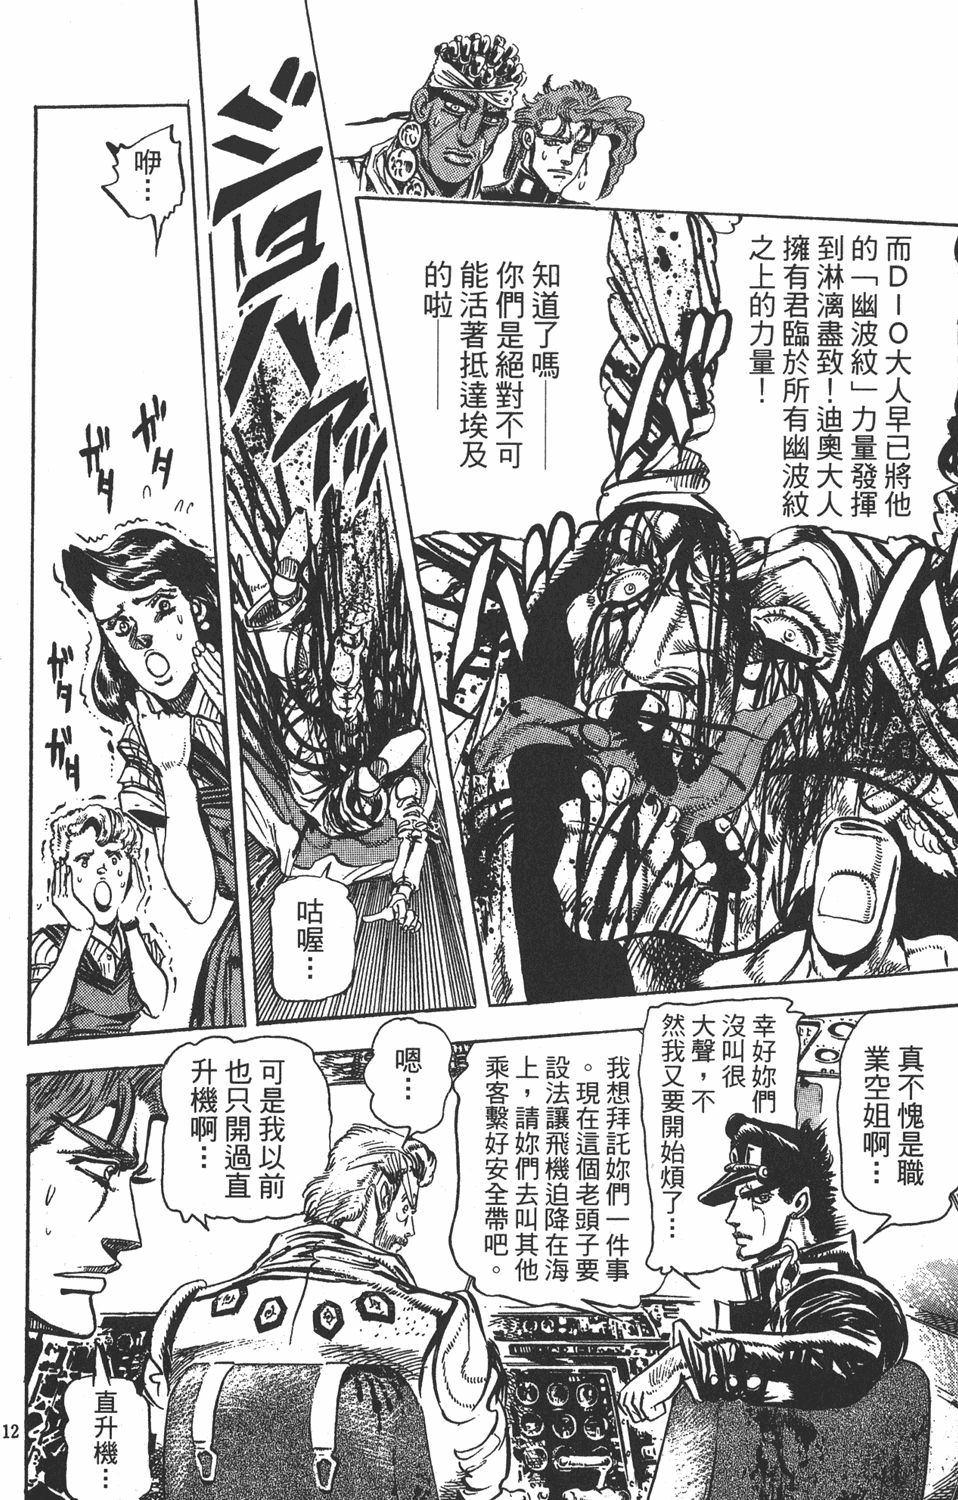 而DIO大人早已將他
的「幽波紋」力量發揮
到淋漓盡致！迪奧大人
擁有君臨於所有幽波紋
之上的力量！
知道了嗎——
你們是絕對不可
能活著抵達埃及
的啦——
ジョバアァッ
咕喔…
咿…
ガタ
ガタ
ガタ
ガタ
真不愧是職
業空姐啊…
幸好妳們
沒叫很
大聲，不
然我又要開始煩了…
我想拜託妳們一件事
。現在這個老頭子要
設法讓飛機迫降在海
上，請妳們去叫其他
乘客繫好安全帶吧。
嗯…
可是我以前
也只開過直
升機啊…
直升機…
12